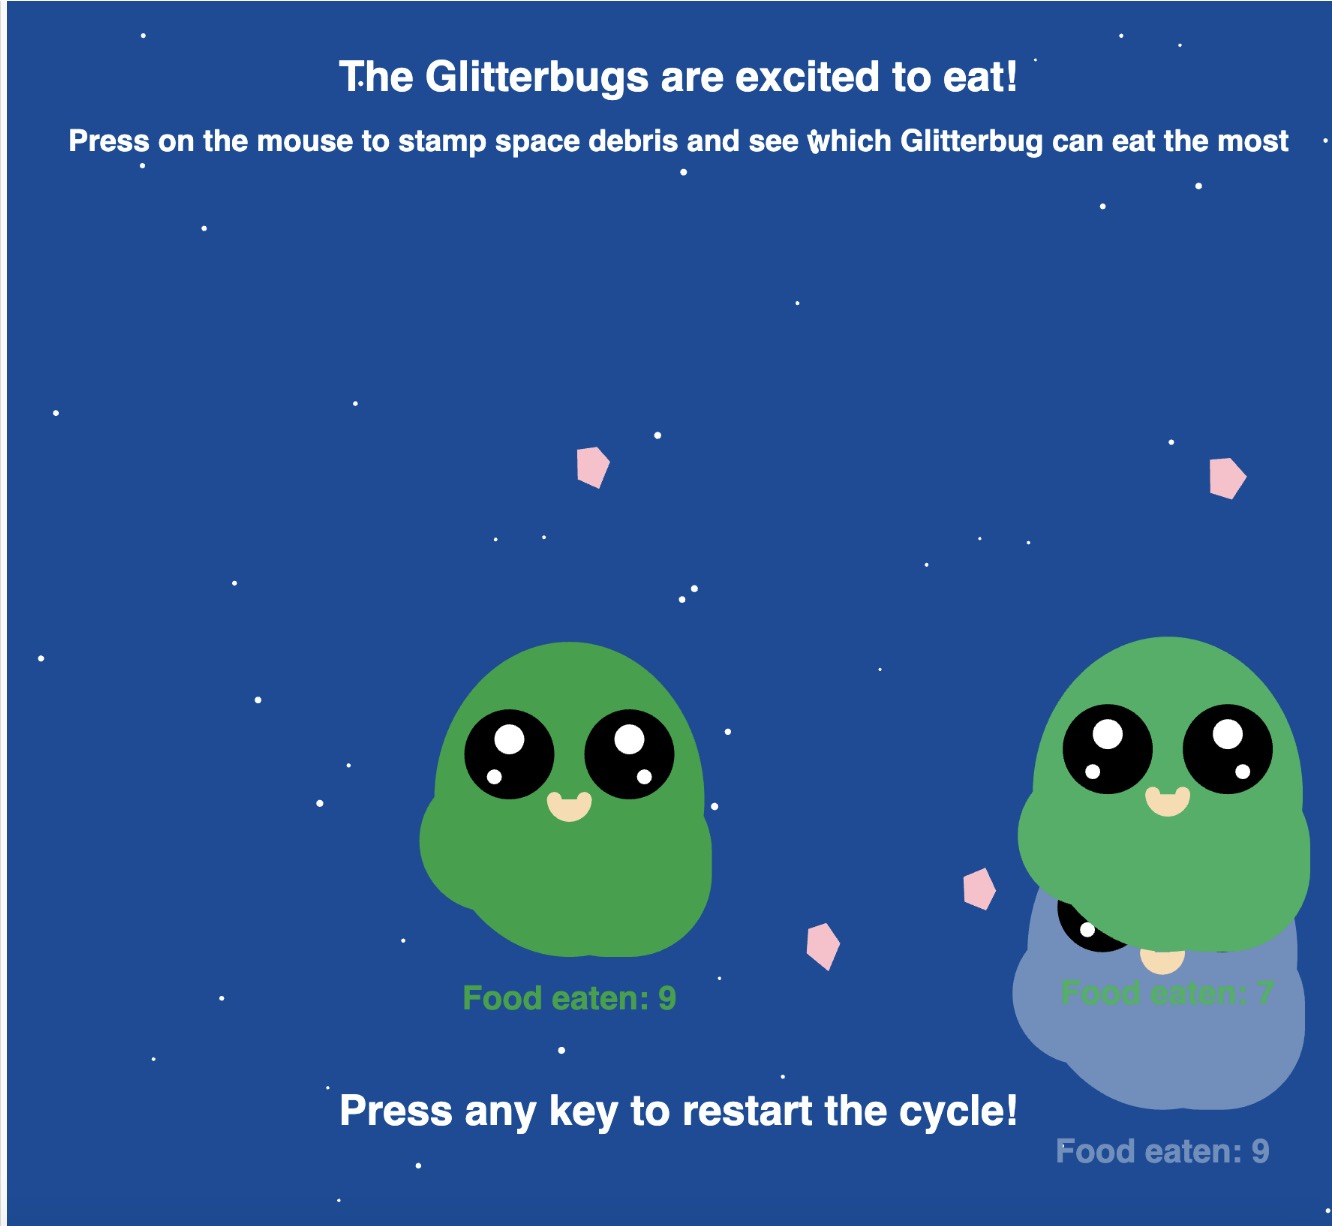 The Glitterbugs are excited to eat!
Press on the mouse to stamp space debris and see which Glitterbug can eat the most
Food eaten: 9
Food eaten: 7
Press any key to restart the cycle!
Food eaten: 9